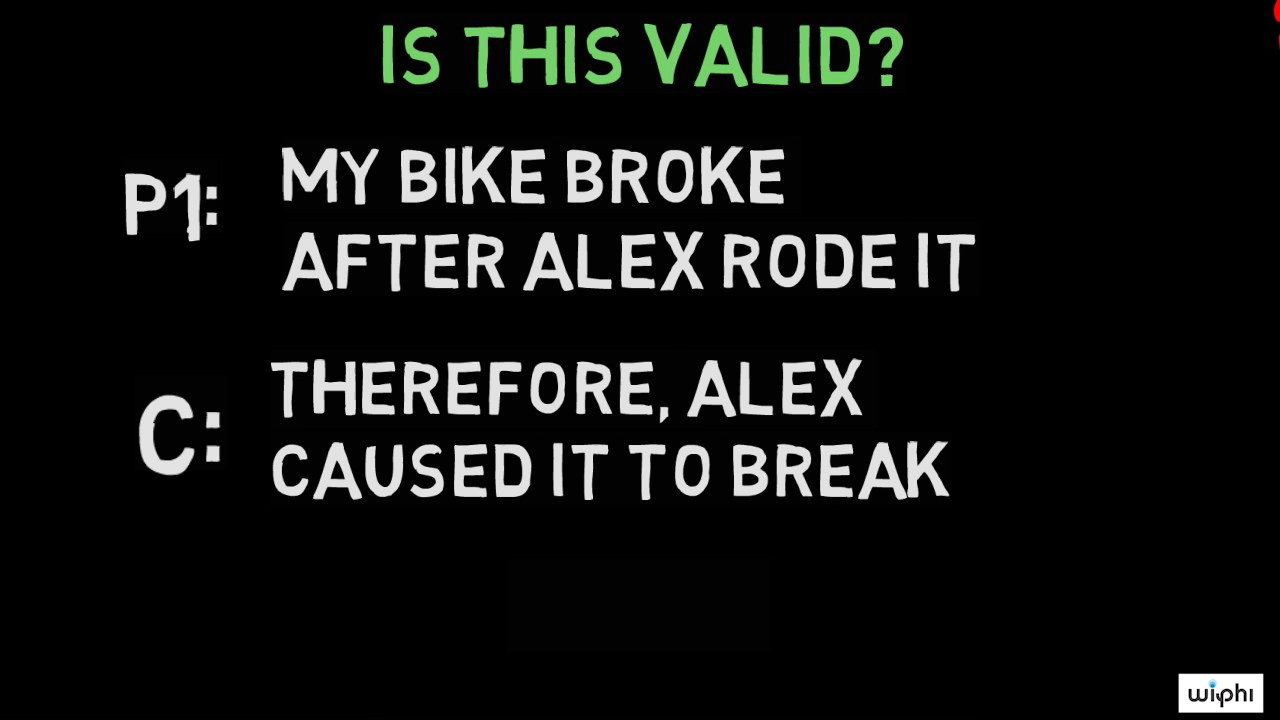 IS THIS VALID?
P1: MY BIKE BROKE
AFTER ALEX RODE IT
C: THEREFORE, ALEX
CAUSED IT TO BREAK
wiphi